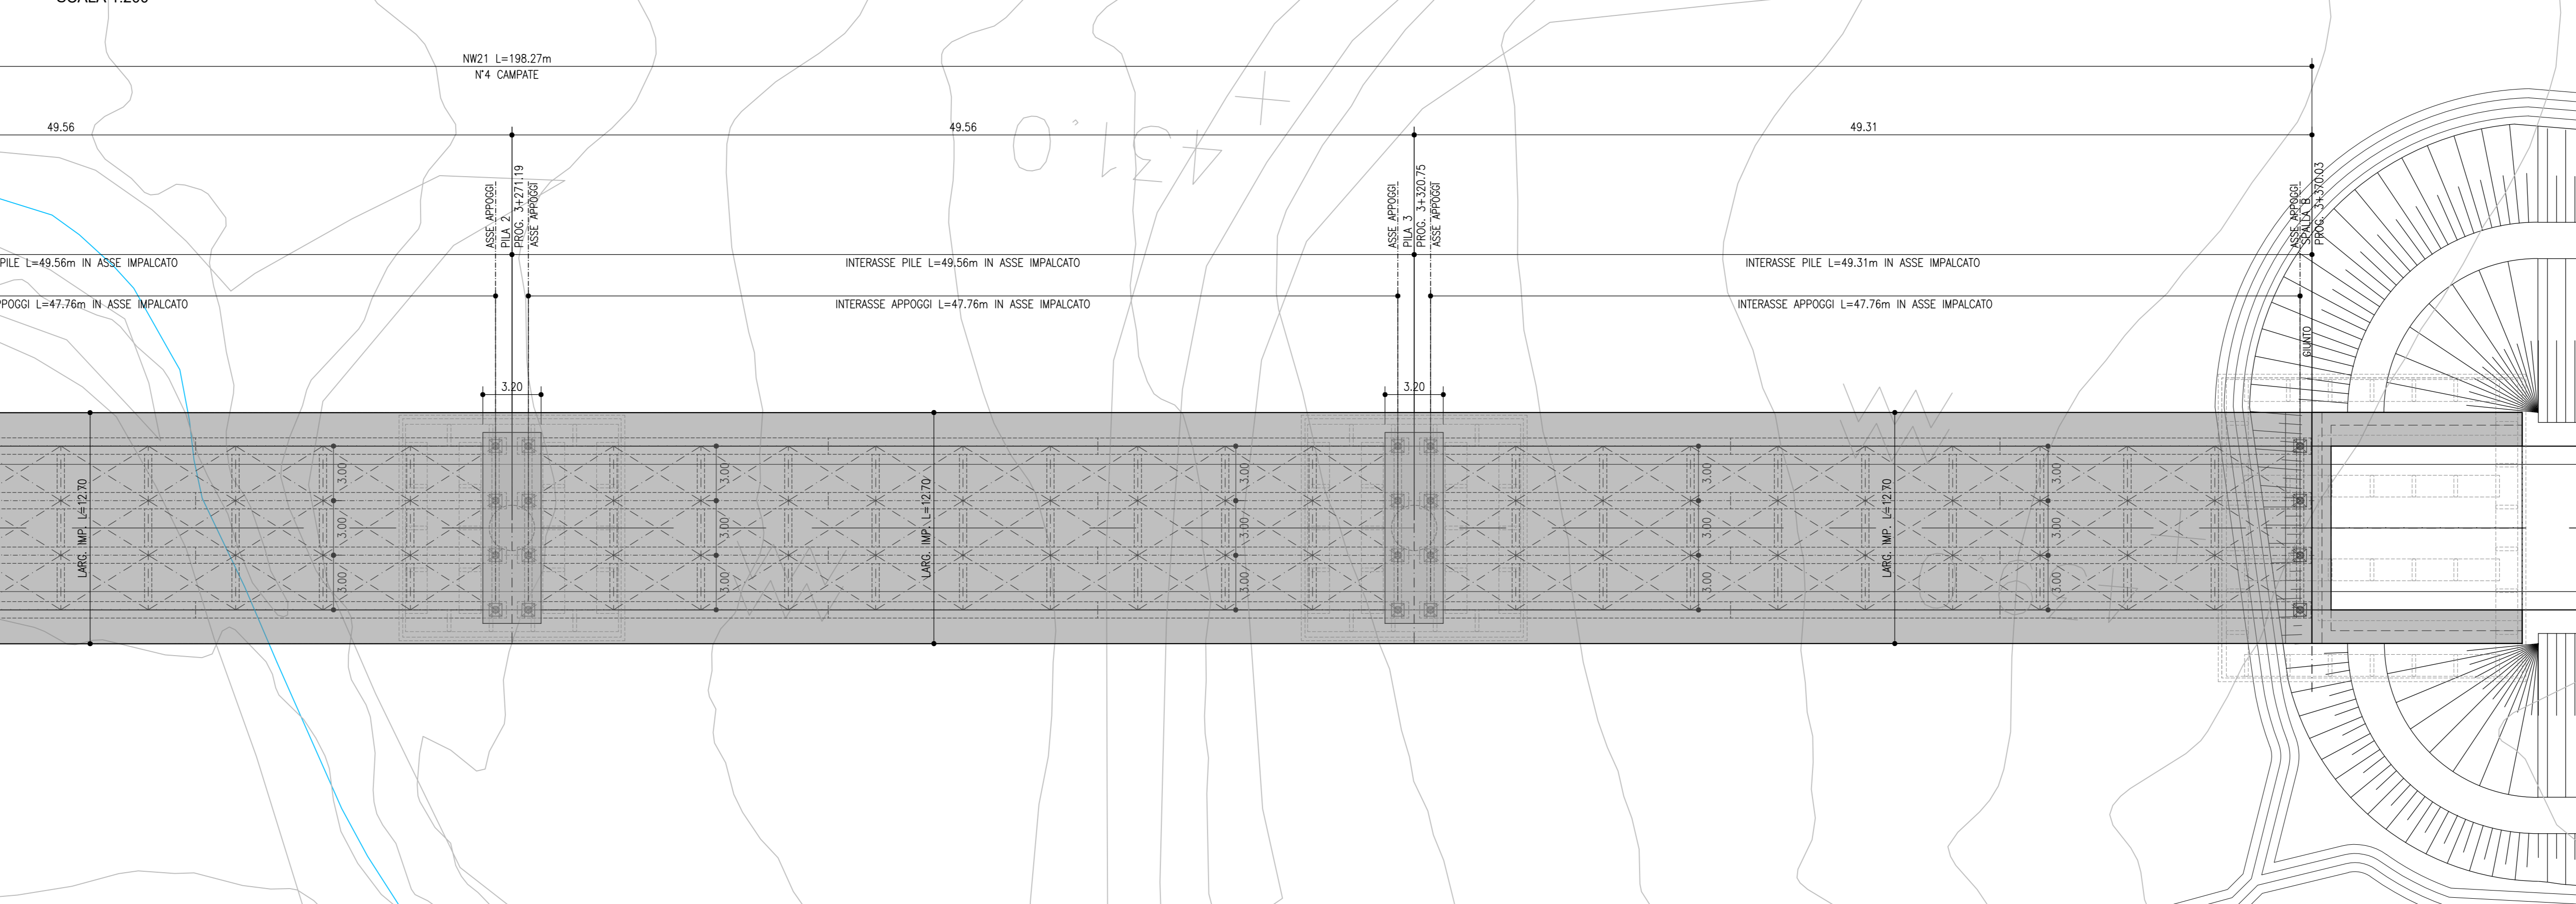 NW21 L=198.27m
N°4 CAMPATE
49.56
49.56
49.31
ASSE APPOGGI
PILA 2
PROG. 3+271.19
ASSE APPOGGI
ASSE APPOGGI
PILA 3
PROG. 3+320.75
ASSE APPOGGI
ASSE APPOGGI
SPALLA B
PROG. 3+370.03
PILE L=49.56m IN ASSE IMPALCATO
INTERASSE PILE L=49.56m IN ASSE IMPALCATO
INTERASSE PILE L=49.31m IN ASSE IMPALCATO
APPOGGI L=47.76m IN ASSE IMPALCATO
INTERASSE APPOGGI L=47.76m IN ASSE IMPALCATO
INTERASSE APPOGGI L=47.76m IN ASSE IMPALCATO
GIUNTO
3.20
3.20
LARG. IMP. L=12.70
3.00
3.00
3.00
3.00
3.00
3.00
LARG. IMP. L=12.70
3.00
3.00
3.00
3.00
3.00
3.00
LARG. IMP. L=12.70
3.00
3.00
3.00